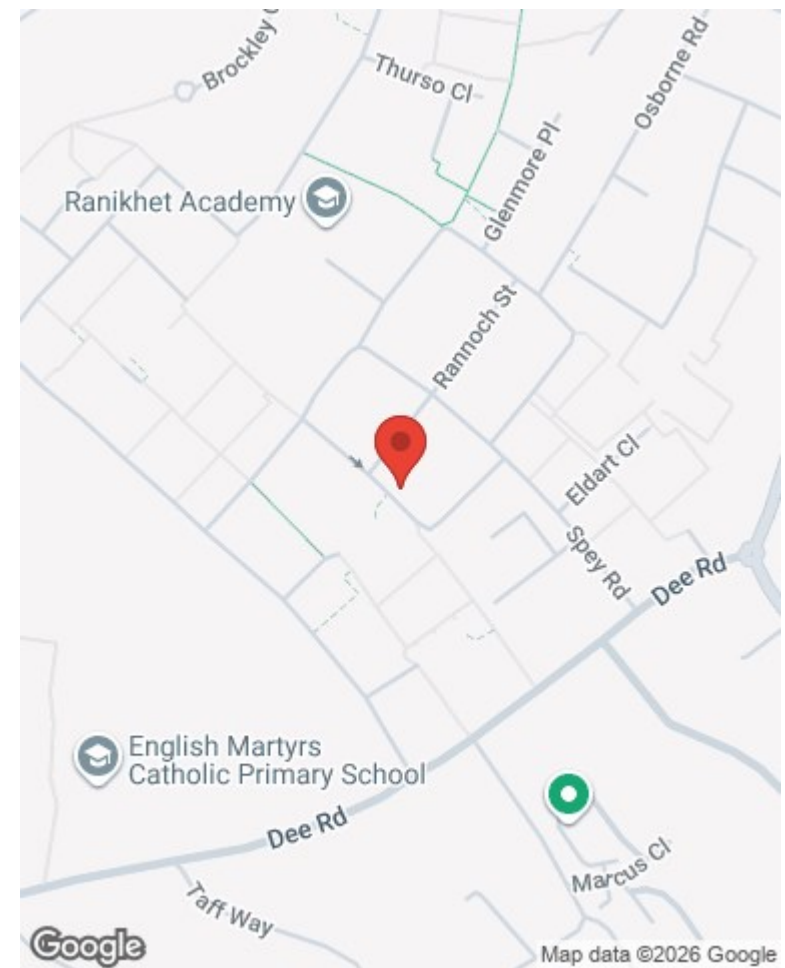 Brockley
Thurso Cl
Osborne Rd
Ranikhet Academy
Glenmore Pl
Rannoch St
Eldart Cl
Spey Rd
Dee Rd
English Martyrs
Catholic Primary School
Dee Rd
Marcus Cl
Taff Way
Google
Map data ©2026 Google